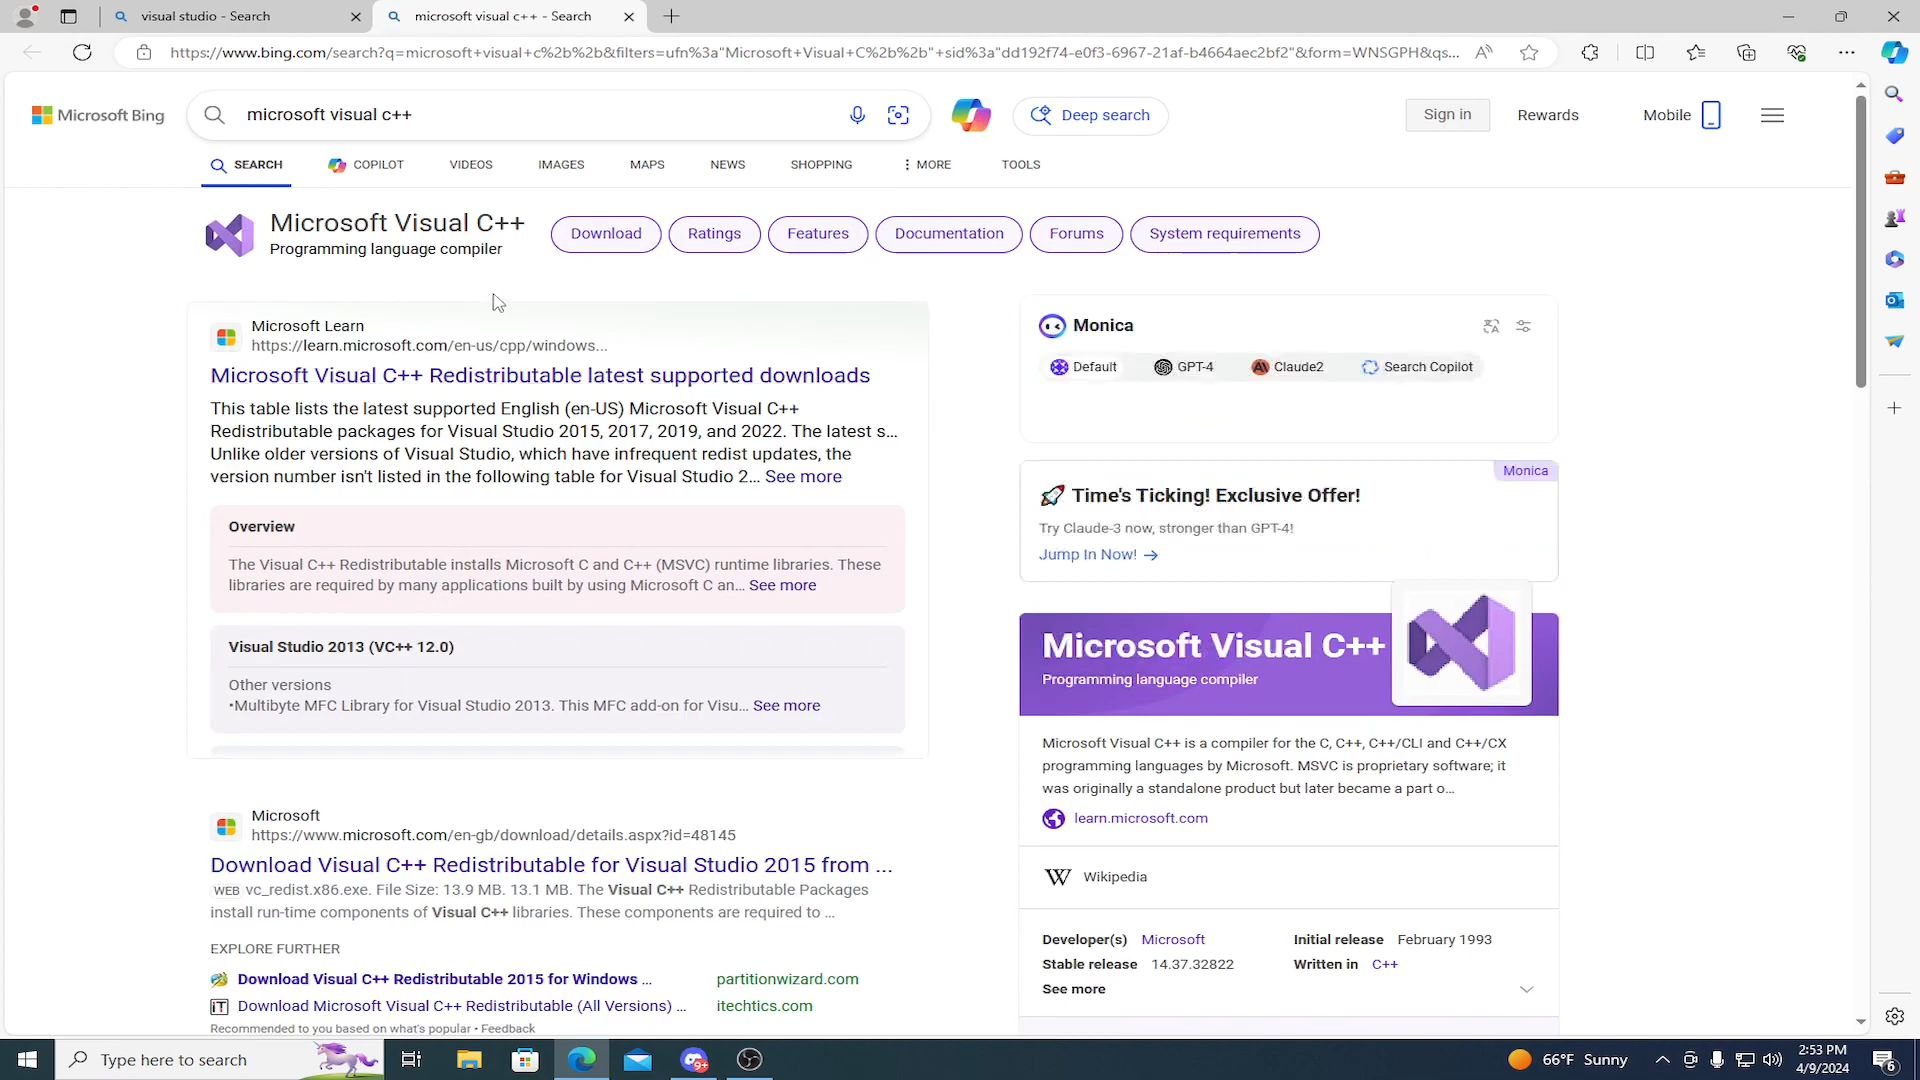 visual studio - Search
microsoft visual c++ - Search
https://www.bing.com/search?q=microsoft+visual+c%2b%2b&filters=ufn%3a"Microsoft+Visual+C%2b%2b"+sid%3a"dd192f74-e0f3-6967-21af-b4664aec2bf2"&form=WNSGPH&qs...
Microsoft Bing
microsoft visual c++
Deep search
Sign in
Rewards
Mobile
SEARCH
COPILOT
VIDEOS
IMAGES
MAPS
NEWS
SHOPPING
MORE
TOOLS
Microsoft Visual C++
Programming language compiler
Download
Ratings
Features
Documentation
Forums
System requirements
Microsoft Learn
https://learn.microsoft.com/en-us/cpp/windows...
Microsoft Visual C++ Redistributable latest supported downloads
This table lists the latest supported English (en-US) Microsoft Visual C++
Redistributable packages for Visual Studio 2015, 2017, 2019, and 2022. The latest s...
Unlike older versions of Visual Studio, which have infrequent redist updates, the
version number isn't listed in the following table for Visual Studio 2... See more
Overview
The Visual C++ Redistributable installs Microsoft C and C++ (MSVC) runtime libraries. These
libraries are required by many applications built by using Microsoft C an... See more
Visual Studio 2013 (VC++ 12.0)
Other versions
•Multibyte MFC Library for Visual Studio 2013. This MFC add-on for Visu... See more
Microsoft
https://www.microsoft.com/en-gb/download/details.aspx?id=48145
Download Visual C++ Redistributable for Visual Studio 2015 from ...
WEB vc_redist.x86.exe. File Size: 13.9 MB. 13.1 MB. The Visual C++ Redistributable Packages
install run-time components of Visual C++ libraries. These components are required to ...
EXPLORE FURTHER
Download Visual C++ Redistributable 2015 for Windows ...
partitionwizard.com
iT Download Microsoft Visual C++ Redistributable (All Versions) ...
itechtics.com
Recommended to you based on what's popular • Feedback
Monica
Default
GPT-4
Claude2
Search Copilot
Monica
🚀 Time's Ticking! Exclusive Offer!
Try Claude-3 now, stronger than GPT-4!
Jump In Now! →
Microsoft Visual C++
Programming language compiler
Microsoft Visual C++ is a compiler for the C, C++, C++/CLI and C++/CX
programming languages by Microsoft. MSVC is proprietary software; it
was originally a standalone product but later became a part o...
learn.microsoft.com
W Wikipedia
Developer(s) Microsoft
Initial release February 1993
Stable release 14.37.32822
Written in C++
See more
Type here to search
9+
66°F Sunny
2:53 PM
4/9/2024
6